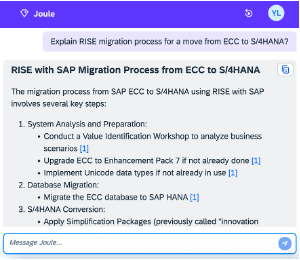 Joule
YL
Explain RISE migration process for a move from ECC to S/4HANA?
RISE with SAP Migration Process from ECC to S/4HANA
The migration process from SAP ECC to S/4HANA using RISE with SAP
involves several key steps:
1. System Analysis and Preparation:
• Conduct a Value Identification Workshop to analyze business
scenarios [1]
• Upgrade ECC to Enhancement Pack 7 if not already done [1]
• Implement Unicode data types if not already in use [1]
2. Database Migration:
• Migrate the ECC database to SAP HANA [1]
3. S/4HANA Conversion:
• Apply Simplification Packages (previously called "innovation
Message Joule...